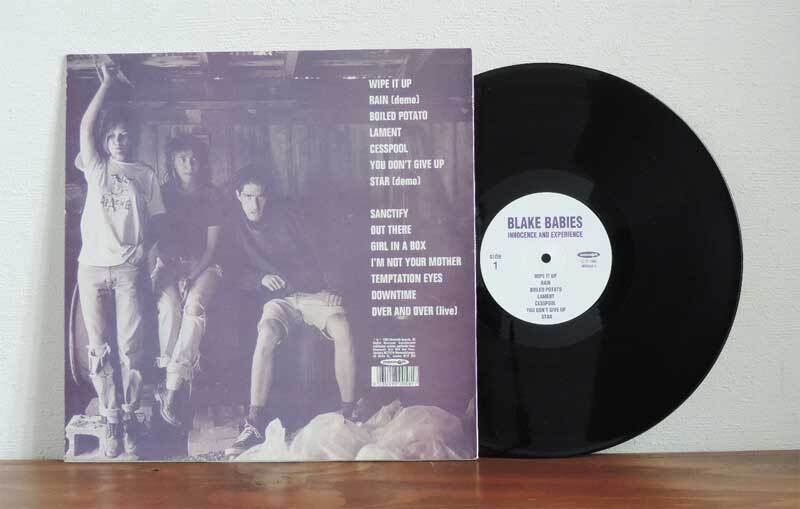 WIPE IT UP
RAIN (demo)
BOILED POTATO
LAMENT
CESSPOOL
YOU DON'T GIVE UP
STAR (demo)
SANCTIFY
OUT THERE
GIRL IN A BOX
I'M NOT YOUR MOTHER
TEMPTATION EYES
DOWNTIME
OVER AND OVER (live)
BLAKE BABIES
INNOCENCE AND EXPERIENCE
side
1
WIPE IT UP
RAIN
BOILED POTATO
LAMENT
CESSPOOL
YOU DON'T GIVE UP
STAR